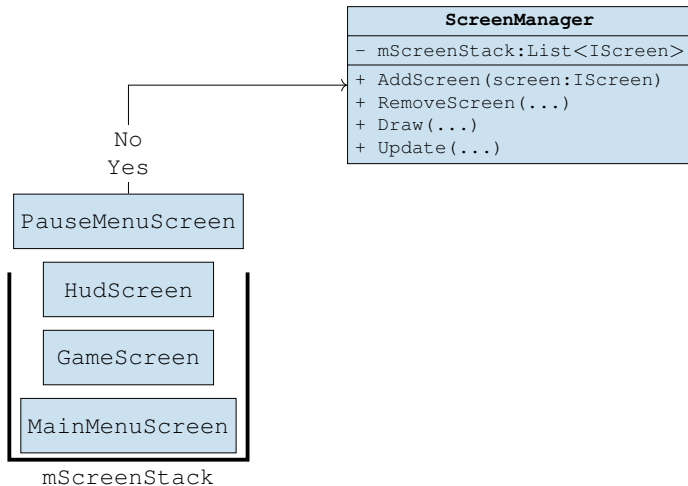 ScreenManager
- mScreenStack:List<IScreen>
+ AddScreen(screen:IScreen)
+ RemoveScreen(...)
+ Draw(...)
+ Update(...)
No
Yes
PauseMenuScreen
HudScreen
GameScreen
MainMenuScreen
mScreenStack